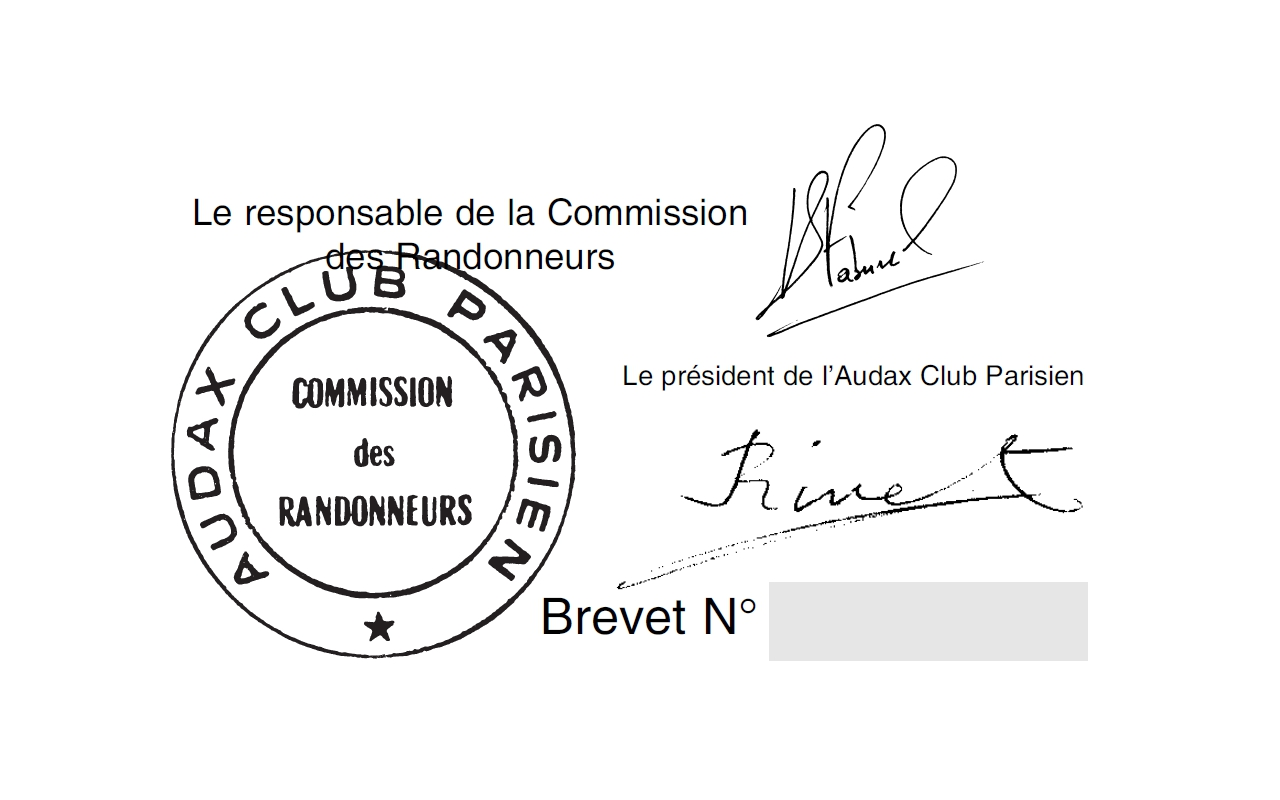 Le responsable de la Commission
des Randonneurs
AUDAX CLUB PARISIEN
COMMISSION
des
RANDONNEURS
Le président de l’Audax Club Parisien
Rinet
Brevet N°